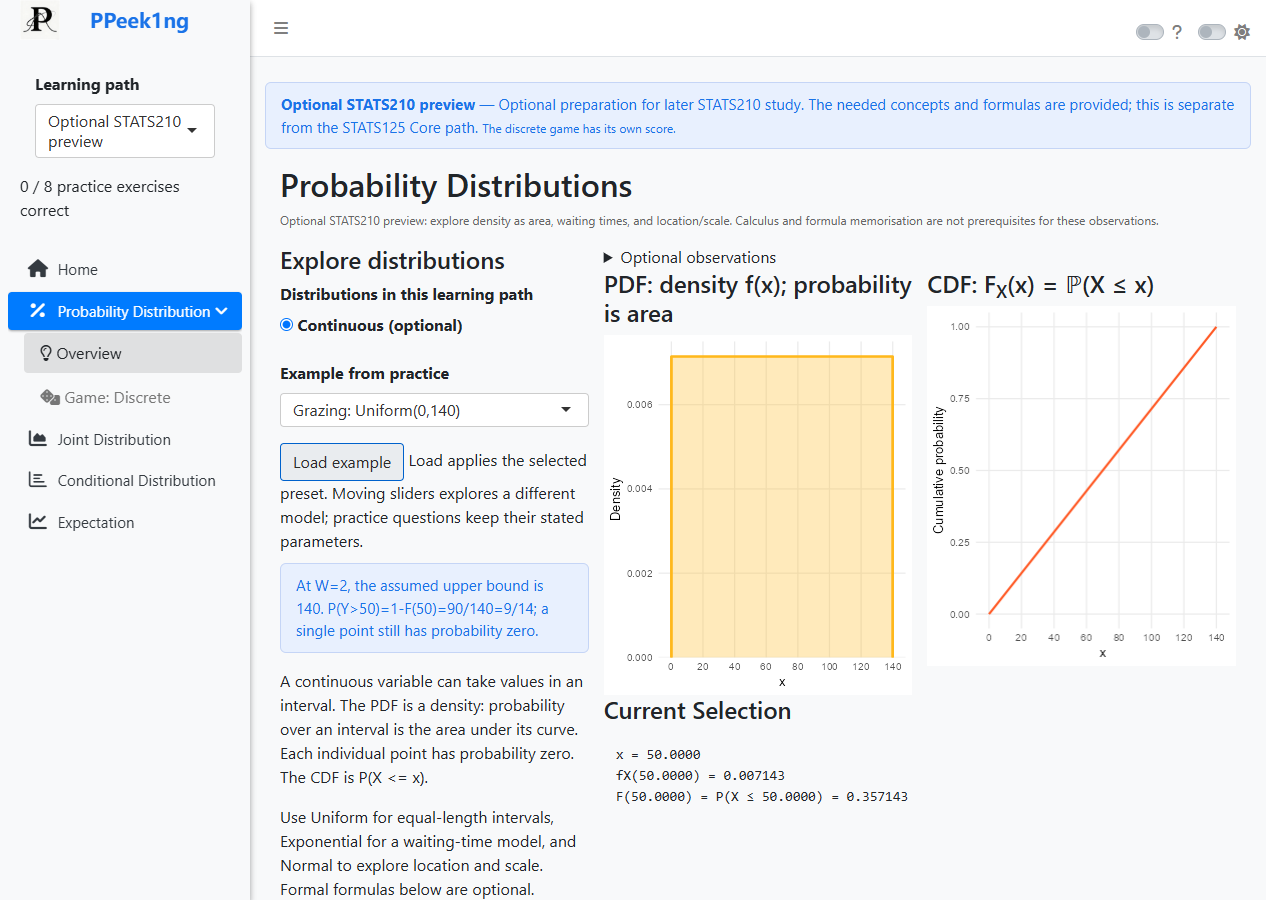 PPeek1ng
Learning path
Optional STATS210
preview
0 / 8 practice exercises
correct
Home
Probability Distribution
Overview
Game: Discrete
Joint Distribution
Conditional Distribution
Expectation
?
Optional STATS210 preview — Optional preparation for later STATS210 study. The needed concepts and formulas are provided; this is separate
from the STATS125 Core path. The discrete game has its own score.
Probability Distributions
Optional STATS210 preview: explore density as area, waiting times, and location/scale. Calculus and formula memorisation are not prerequisites for these observations.
Explore distributions
Distributions in this learning path
Continuous (optional)
Example from practice
Grazing: Uniform(0,140)
Load example Load applies the selected
preset. Moving sliders explores a different
model; practice questions keep their stated
parameters.
At W=2, the assumed upper bound is
140. P(Y>50)=1-F(50)=90/140=9/14; a
single point still has probability zero.
A continuous variable can take values in an
interval. The PDF is a density: probability
over an interval is the area under its curve.
Each individual point has probability zero.
The CDF is P(X <= x).
Use Uniform for equal-length intervals,
Exponential for a waiting-time model, and
Normal to explore location and scale.
Formal formulas below are optional.
Optional observations
PDF: density f(x); probability
is area
0.006
0.004
0.002
0.000
Density
0 20 40 60 80 100 120 140
x
Current Selection
x = 50.0000
fX(50.0000) = 0.007143
F(50.0000) = P(X ≤ 50.0000) = 0.357143
CDF: F_X(x) = ℙ(X ≤ x)
1.00
0.75
0.50
0.25
0.00
Cumulative probability
0 20 40 60 80 100 120 140
x